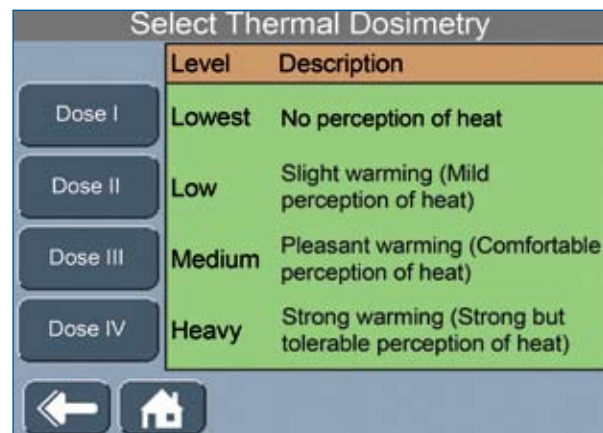 Select Thermal Dosimetry
Level Description
Dose I Lowest No perception of heat
Dose II Low Slight warming (Mild
perception of heat)
Dose III Medium Pleasant warming (Comfortable
perception of heat)
Dose IV Heavy Strong warming (Strong but
tolerable perception of heat)